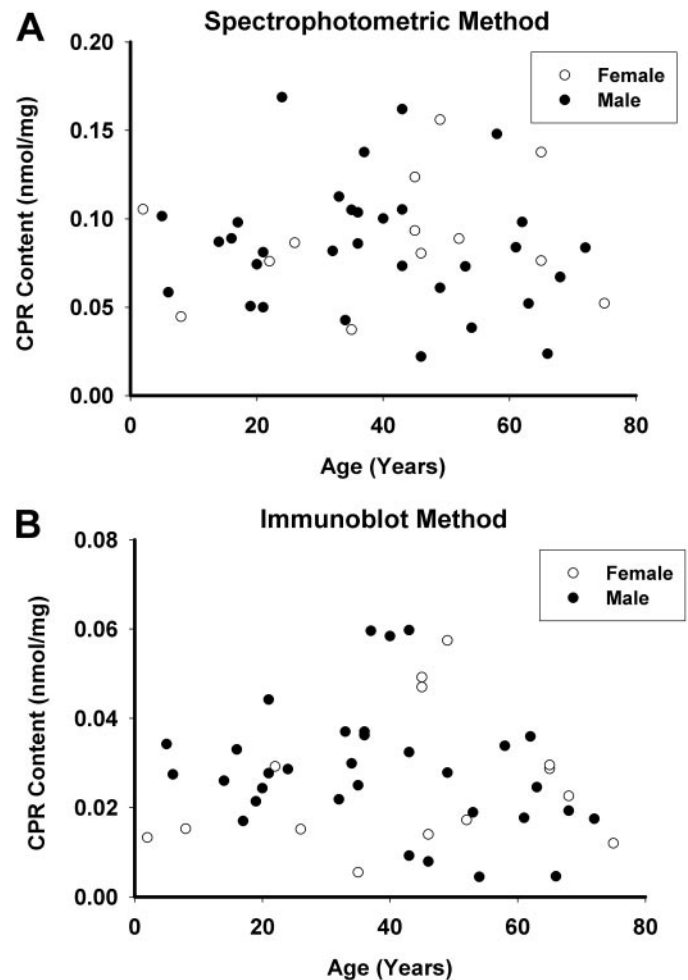 A
Spectrophotometric Method
0.20
0.15
0.10
0.05
0.00
CPR Content (nmol/mg)
Female
Male
0 20 40 60 80
Age (Years)
B
Immunoblot Method
0.08
0.06
0.04
0.02
0.00
CPR Content (nmol/mg)
Female
Male
0 20 40 60 80
Age (Years)